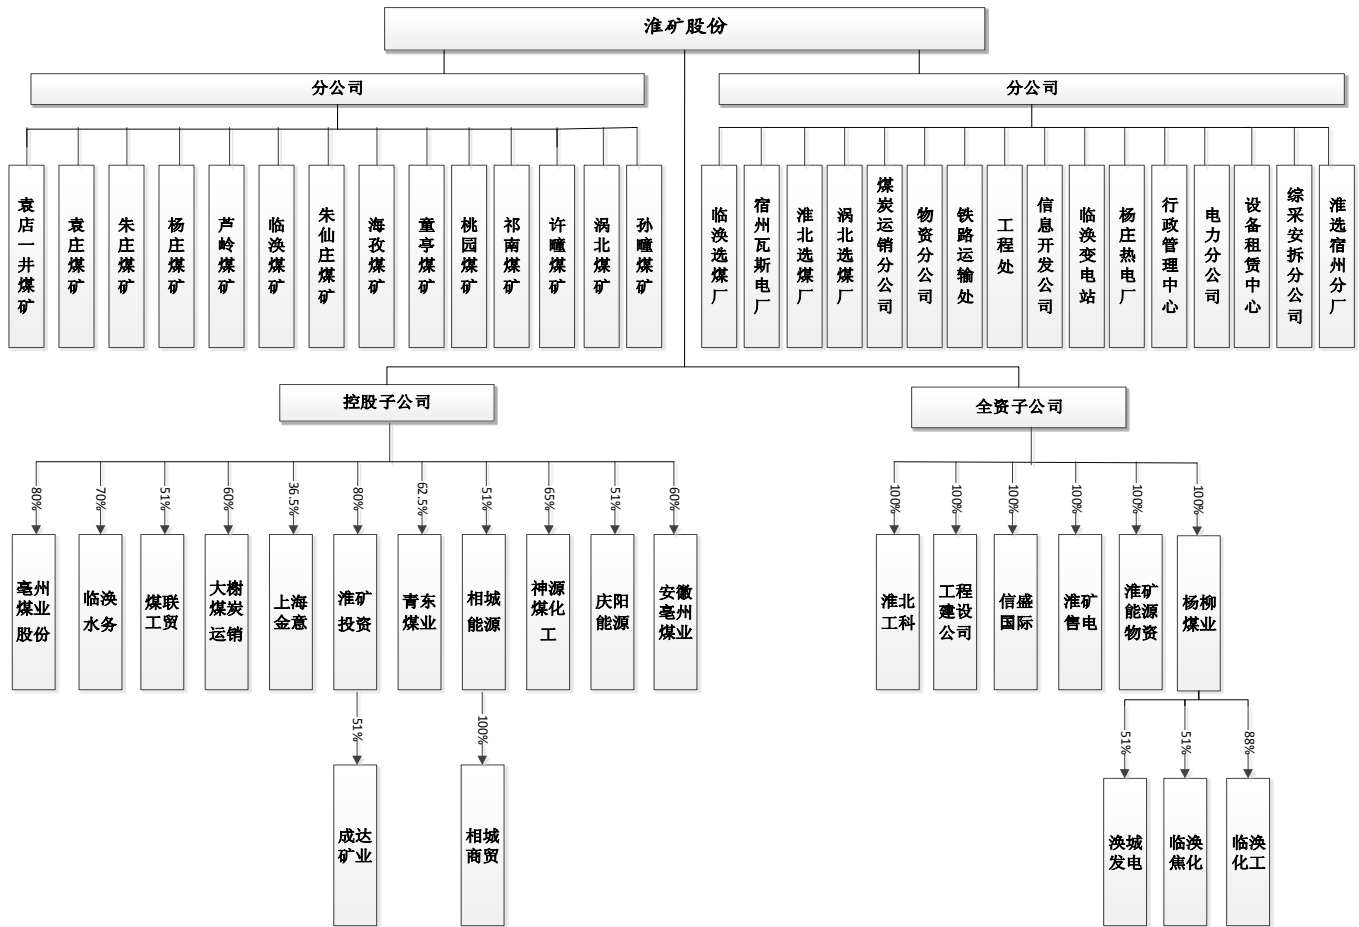 淮矿股份
分公司
分公司
袁店一井煤矿
袁庄煤矿
朱庄煤矿
杨庄煤矿
芦岭煤矿
临涣煤矿
朱仙庄煤矿
海孜煤矿
童亭煤矿
桃园煤矿
祁南煤矿
许疃煤矿
涡北煤矿
孙疃煤矿
临涣选煤厂
宿州瓦斯电厂
淮北选煤厂
涡北选煤厂
煤炭运销分公司
物资分公司
铁路运输处
工程处
信息开发公司
临涣变电站
杨庄热电厂
行政管理中心
电力分公司
设备租赁中心
综采安拆分公司
淮选宿州分厂
控股子公司
全资子公司
80%
70%
51%
60%
36.5%
80%
62.5%
51%
65%
51%
60%
100%
100%
100%
100%
100%
100%
亳州
煤业
股份
临涣
水务
煤联
工贸
大榭
煤炭
运销
上海
金意
淮矿
投资
青东
煤业
相城
能源
神源
煤化
工
庆阳
能源
安徽
亳州
煤业
淮北
工科
工程
建设
公司
信盛
国际
淮矿
售电
淮矿
能源
物资
杨柳
煤业
51%
100%
51%
51%
88%
成达
矿业
相城
商贸
涣城
发电
临涣
焦化
临涣
化工